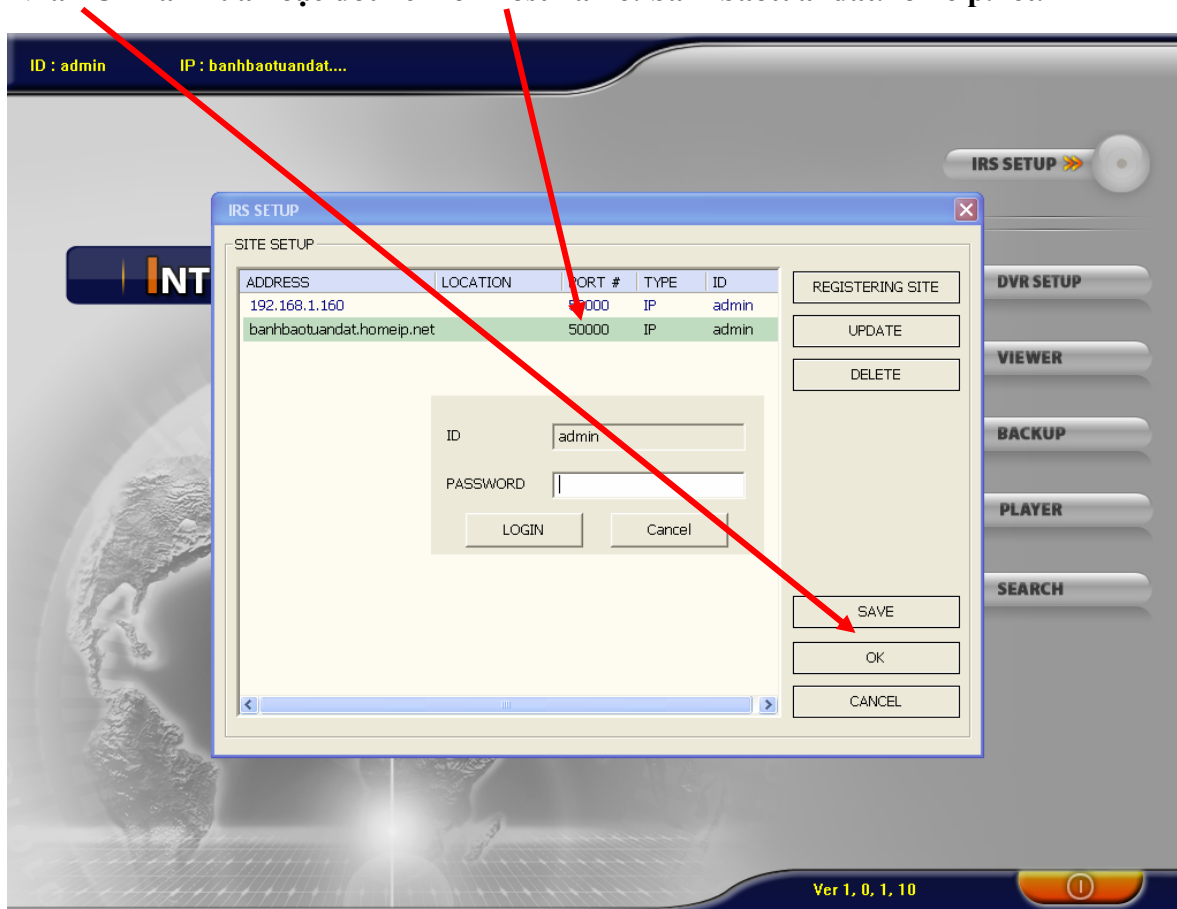 ID : admin IP : banhbaotuandat....
IRS SETUP
IRS SETUP
SITE SETUP
INT
ADDRESS LOCATION PORT # TYPE ID
192.168.1.160 50000 IP admin
banhbaotuandat.homeip.net 50000 IP admin
REGISTERING SITE
UPDATE
DELETE
DVR SETUP
VIEWER
BACKUP
PLAYER
SEARCH
ID admin
PASSWORD
LOGIN Cancel
SAVE
OK
CANCEL
Ver 1, 0, 1, 10